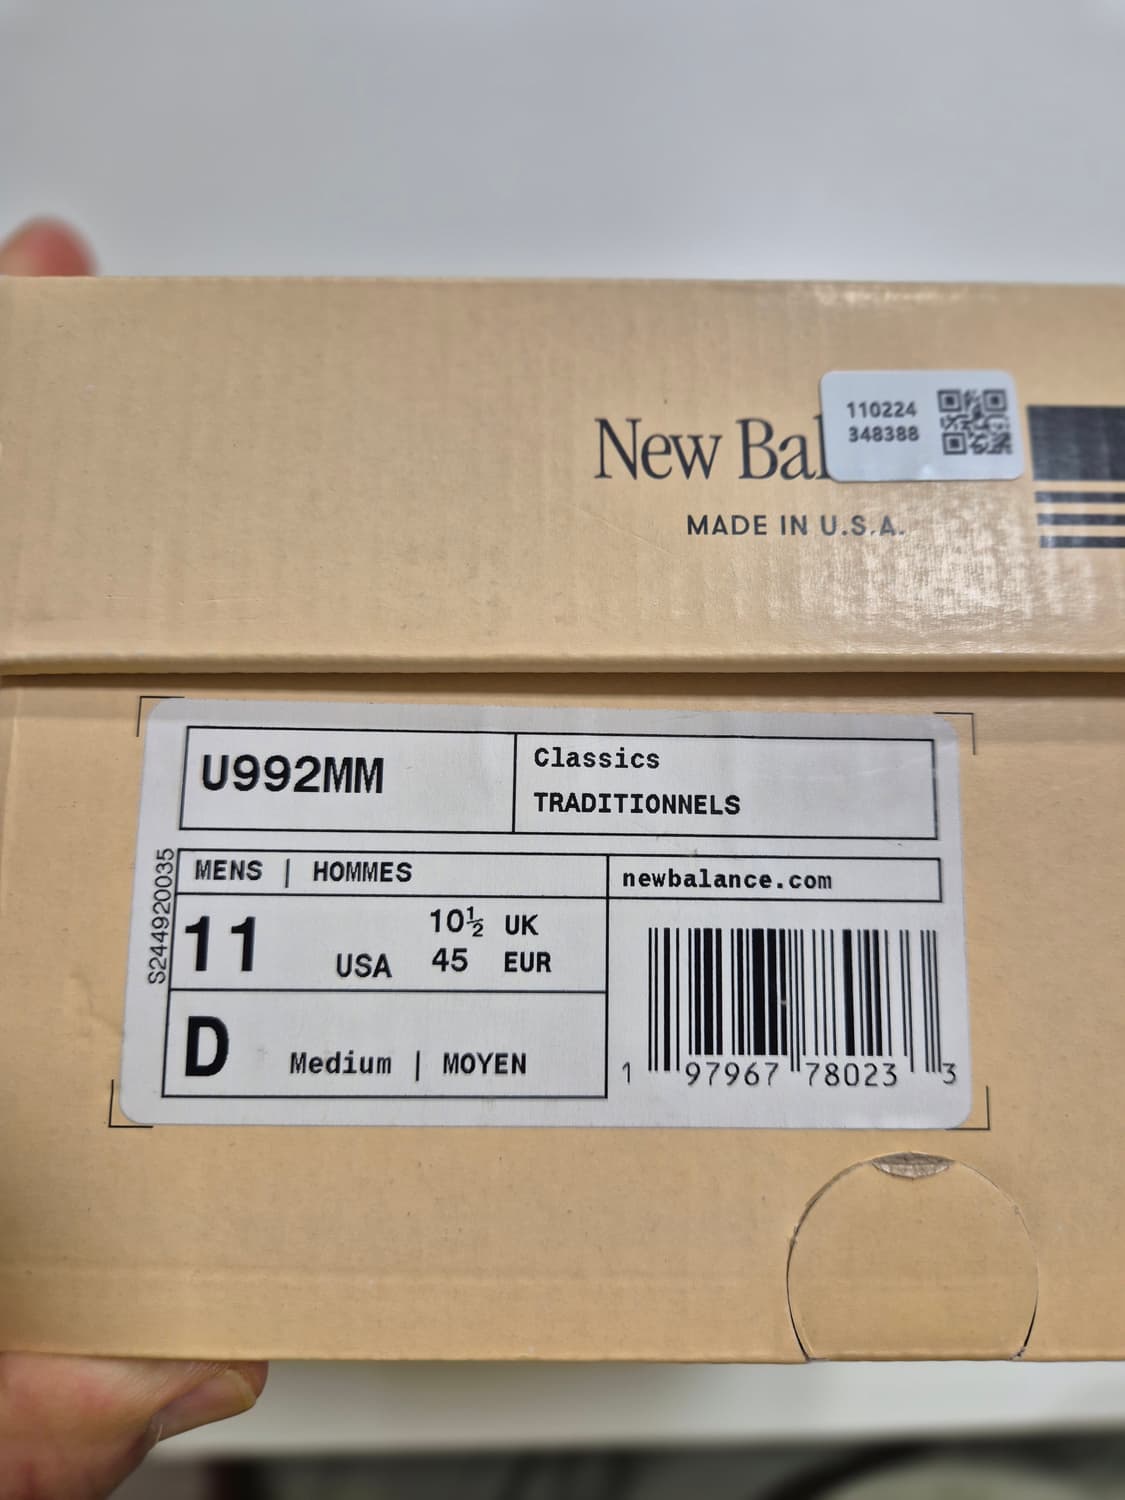 New Bal
110224
348388
MADE IN U.S.A.
U992MM
Classics
TRADITIONNELS
S244920035
MENS | HOMMES
newbalance.com
11 USA
10½ UK
45 EUR
D Medium | MOYEN
1 97967 78023 3